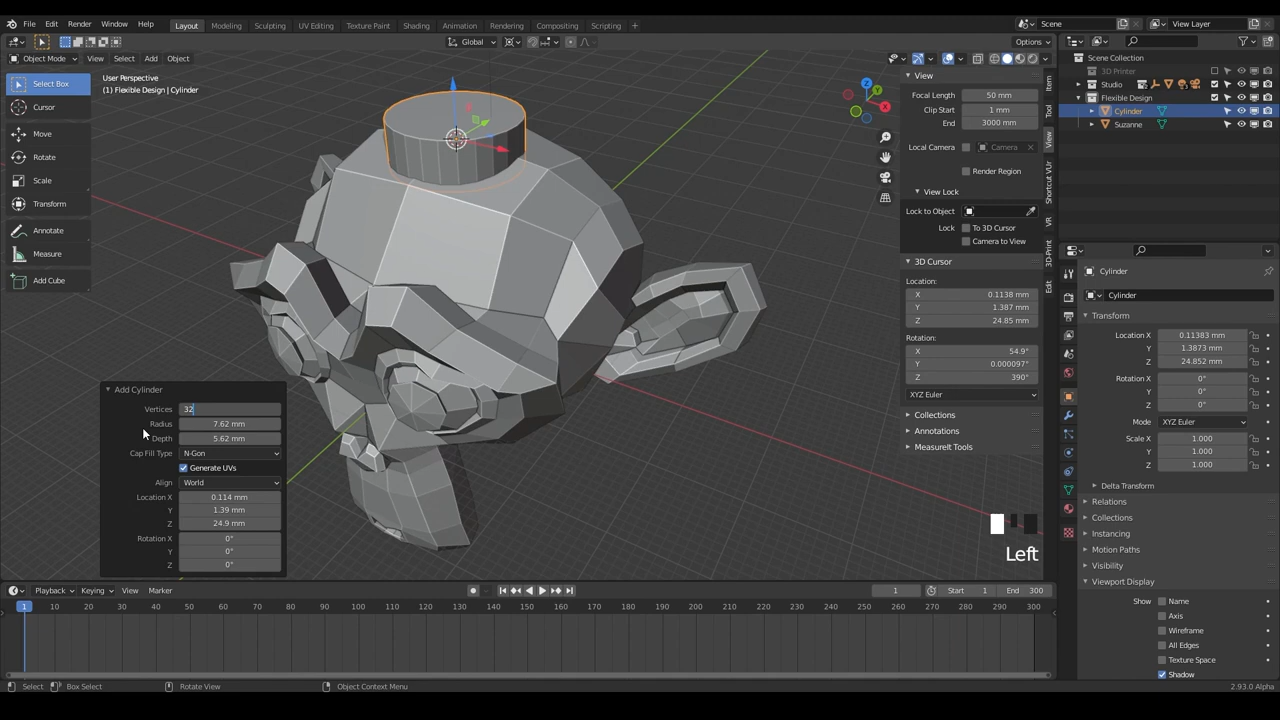 File Edit Render Window Help
Layout Modeling Sculpting UV Editing Texture Paint Shading Animation Rendering Compositing Scripting +
Scene
View Layer
Global
Options
Object Mode View Select Add Object
Select Box
Cursor
Move
Rotate
Scale
Transform
Annotate
Measure
Add Cube
User Perspective
(1) Flexible Design | Cylinder
Z
Y
X
View
Focal Length 50 mm
Clip Start 1 mm
End 3000 mm
Local Camera Camera
Render Region
View Lock
Lock to Object
Lock To 3D Cursor
Camera to View
3D Cursor
Location:
X 0.1138 mm
Y 1.387 mm
Z 24.85 mm
Rotation:
X 54.9°
Y 0.000097°
Z 390°
XYZ Euler
Collections
Annotations
MeasureIt Tools
Item
Tool
View
Shortcut VUr
VR
3D-Print
Edit
Scene Collection
3D Printer
Studio
Flexible Design
Cylinder
Suzanne
Cylinder
Cylinder
Transform
Location X 0.11383 mm
Y 1.3873 mm
Z 24.852 mm
Rotation X 0°
Y 0°
Z 0°
Mode XYZ Euler
Scale X 1.000
Y 1.000
Z 1.000
Delta Transform
Relations
Collections
Instancing
Motion Paths
Visibility
Viewport Display
Show Name
Axis
Wireframe
All Edges
Texture Space
Shadow
Add Cylinder
Vertices 32
Radius 7.62 mm
Depth 5.62 mm
Cap Fill Type N-Gon
Generate UVs
Align World
Location X 0.114 mm
Y 1.39 mm
Z 24.9 mm
Rotation X 0°
Y 0°
Z 0°
Left
Playback Keying View Marker
1 Start 1 End 300
1 10 20 30 40 50 60 70 80 90 100 110 120 130 140 150 160 170 180 190 200 210 220 230 240 250 260 270 280 290 300
Select Box Select Rotate View Object Context Menu
2.93.0 Alpha